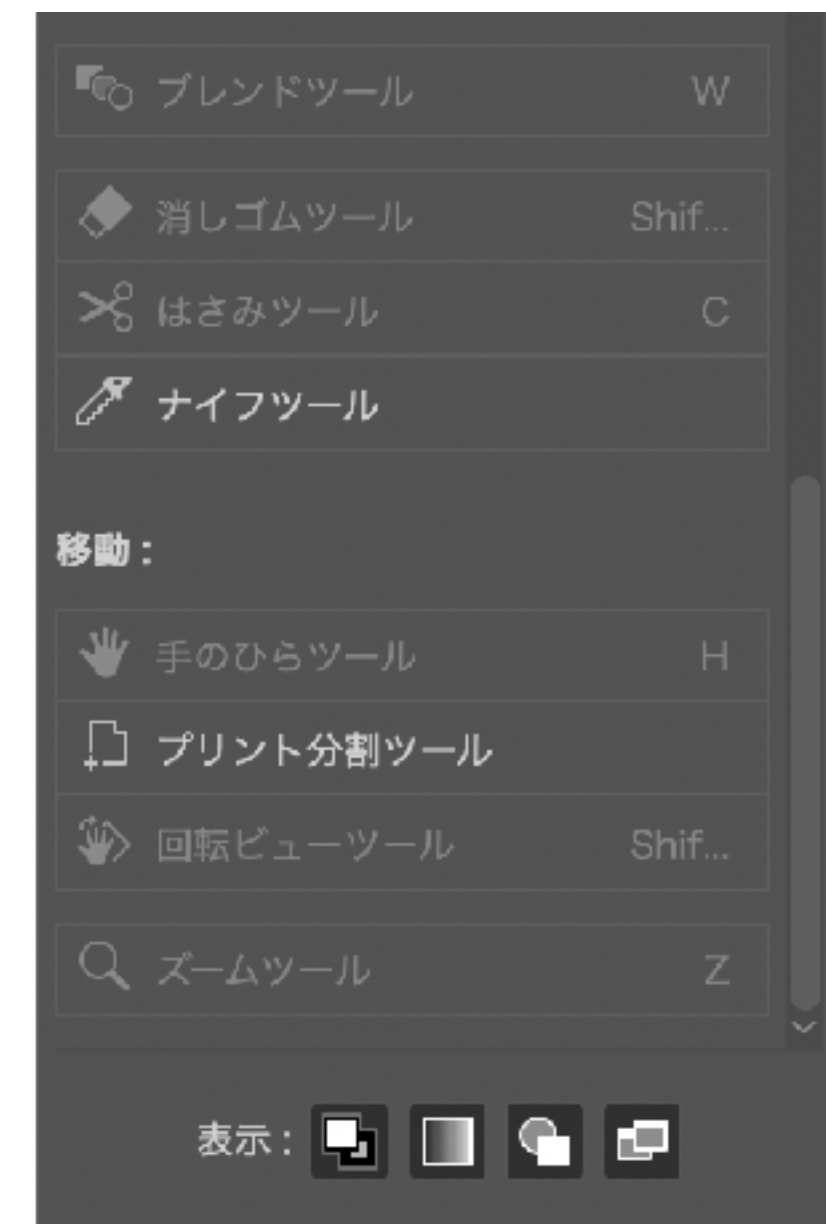 ブレンドツール W
消しゴムツール Shif...
はさみツール C
ナイフツール
移動：
手のひらツール H
プリント分割ツール
回転ビューツール Shif...
ズームツール Z
表示：